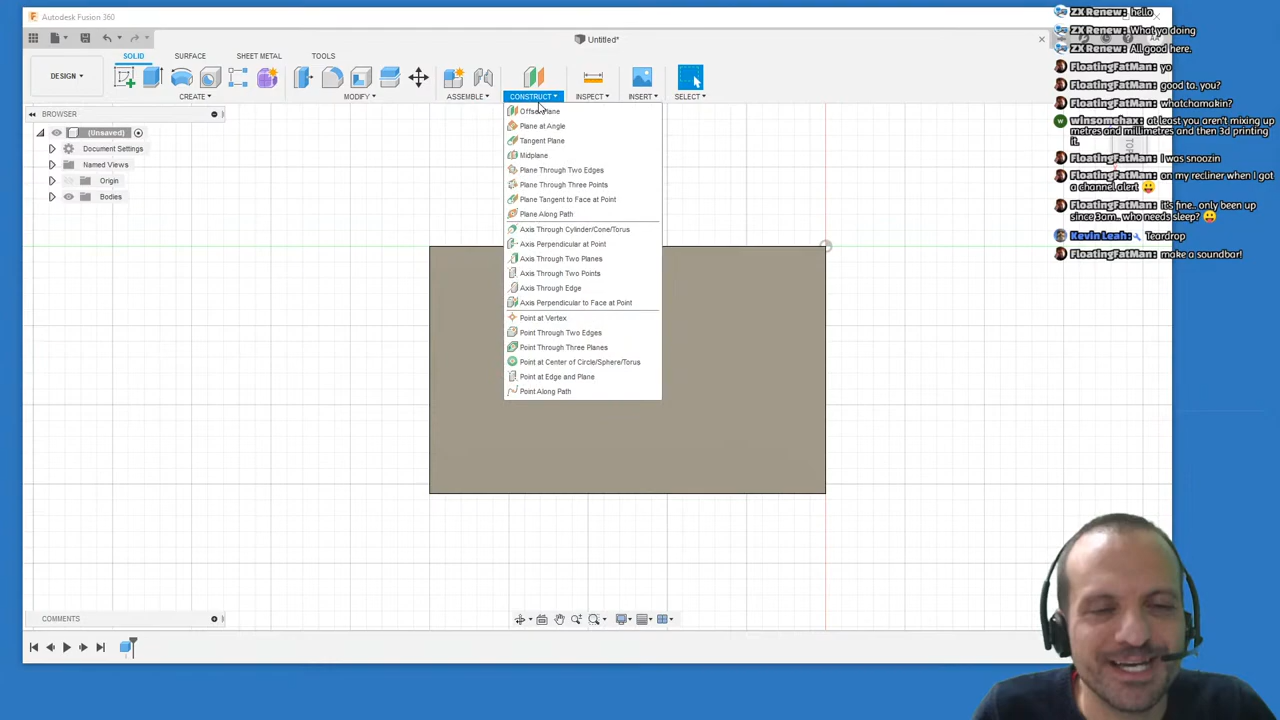 Autodesk Fusion 360
Untitled*
SOLID
SURFACE
SHEET METAL
TOOLS
DESIGN
CREATE
MODIFY
ASSEMBLE
CONSTRUCT
INSPECT
INSERT
SELECT
BROWSER
(Unsaved)
Document Settings
Named Views
Origin
Bodies
Offset Plane
Plane at Angle
Tangent Plane
Midplane
Plane Through Two Edges
Plane Through Three Points
Plane Tangent to Face at Point
Plane Along Path
Axis Through Cylinder/Cone/Torus
Axis Perpendicular at Point
Axis Through Two Planes
Axis Through Two Points
Axis Through Edge
Axis Perpendicular to Face at Point
Point at Vertex
Point Through Two Edges
Point Through Three Planes
Point at Center of Circle/Sphere/Torus
Point at Edge and Plane
Point Along Path
ZX Renew: hello
ZX Renew: What ya doing
ZX Renew: All good here.
FloatingFatMan: yo
FloatingFatMan: good to you?
FloatingFatMan: whatchamakin?
winsomehax: at least you aren't mixing up
metres and millimetres and then 3d printing
it.
FloatingFatMan: I was snoozin
FloatingFatMan: on my recliner when I got
a channel alert
FloatingFatMan: it's fine.. only been up
since 3am.. who needs sleep?
Kevin Leah: Teardrop
FloatingFatMan: make a soundbar!
COMMENTS